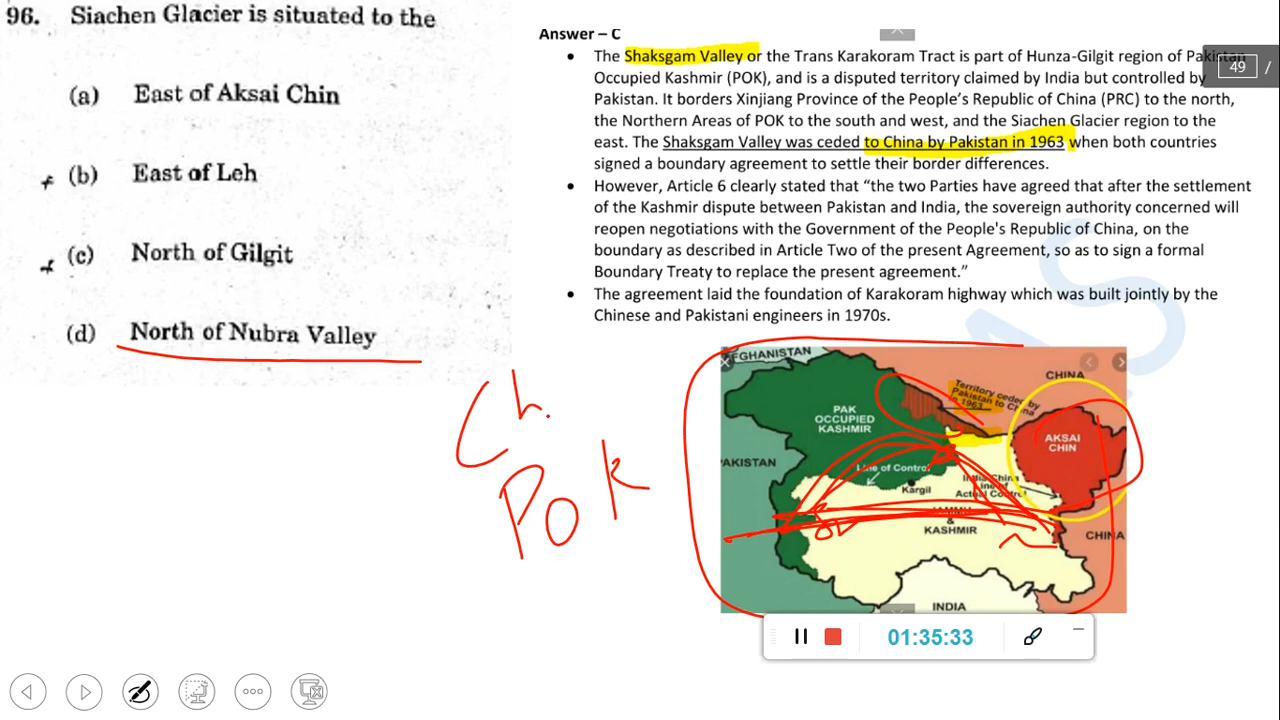 96. Siachen Glacier is situated to the
(a) East of Aksai Chin
(b) East of Leh
(c) North of Gilgit
(d) North of Nubra Valley
Ch.
POK
Answer – C
• The Shaksgam Valley or the Trans Karakoram Tract is part of Hunza-Gilgit region of Pakistan
Occupied Kashmir (POK), and is a disputed territory claimed by India but controlled by
Pakistan. It borders Xinjiang Province of the People's Republic of China (PRC) to the north,
the Northern Areas of POK to the south and west, and the Siachen Glacier region to the
east. The Shaksgam Valley was ceded to China by Pakistan in 1963 when both countries
signed a boundary agreement to settle their border differences.
• However, Article 6 clearly stated that “the two Parties have agreed that after the settlement
of the Kashmir dispute between Pakistan and India, the sovereign authority concerned will
reopen negotiations with the Government of the People's Republic of China, on the
boundary as described in Article Two of the present Agreement, so as to sign a formal
Boundary Treaty to replace the present agreement.”
• The agreement laid the foundation of Karakoram highway which was built jointly by the
Chinese and Pakistani engineers in 1970s.
49 /
AFGHANISTAN
CHINA
Territory ceded by
Pakistan to China
in 1963
PAK
OCCUPIED
KASHMIR
AKSAI
CHIN
PAKISTAN
Line of Control
Kargil
India China
Line of
Actual Control
JAMMU
&
KASHMIR
CHINA
INDIA
01:35:33